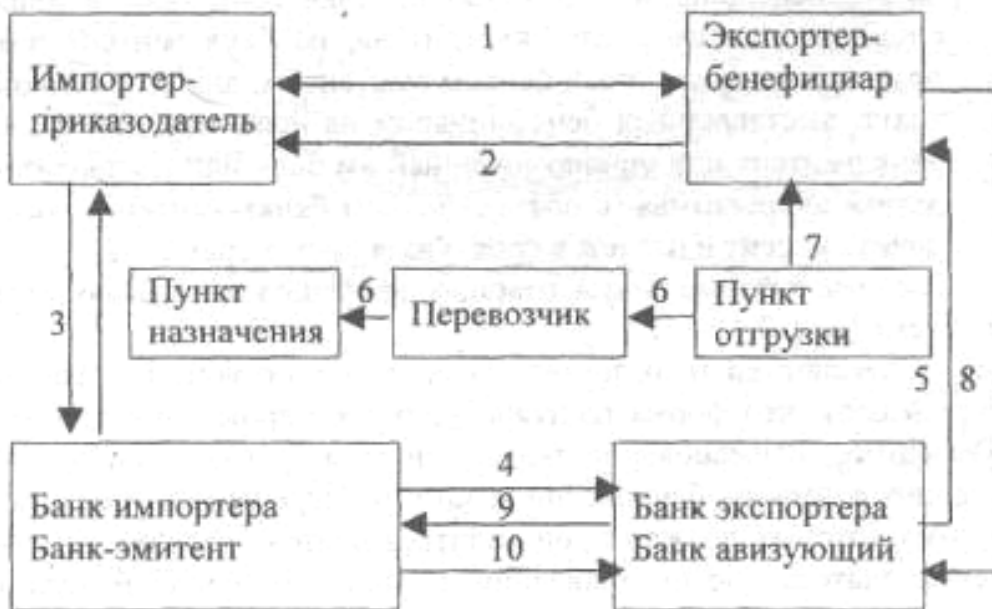 1
Импортер-
приказодатель
Экспортер-
бенефициар
2
7
3
Пункт
назначения
6
Перевозчик
6
Пункт
отгрузки
5
8
Банк импортера
Банк-эмитент
4
9
10
Банк экспортера
Банк авизующий